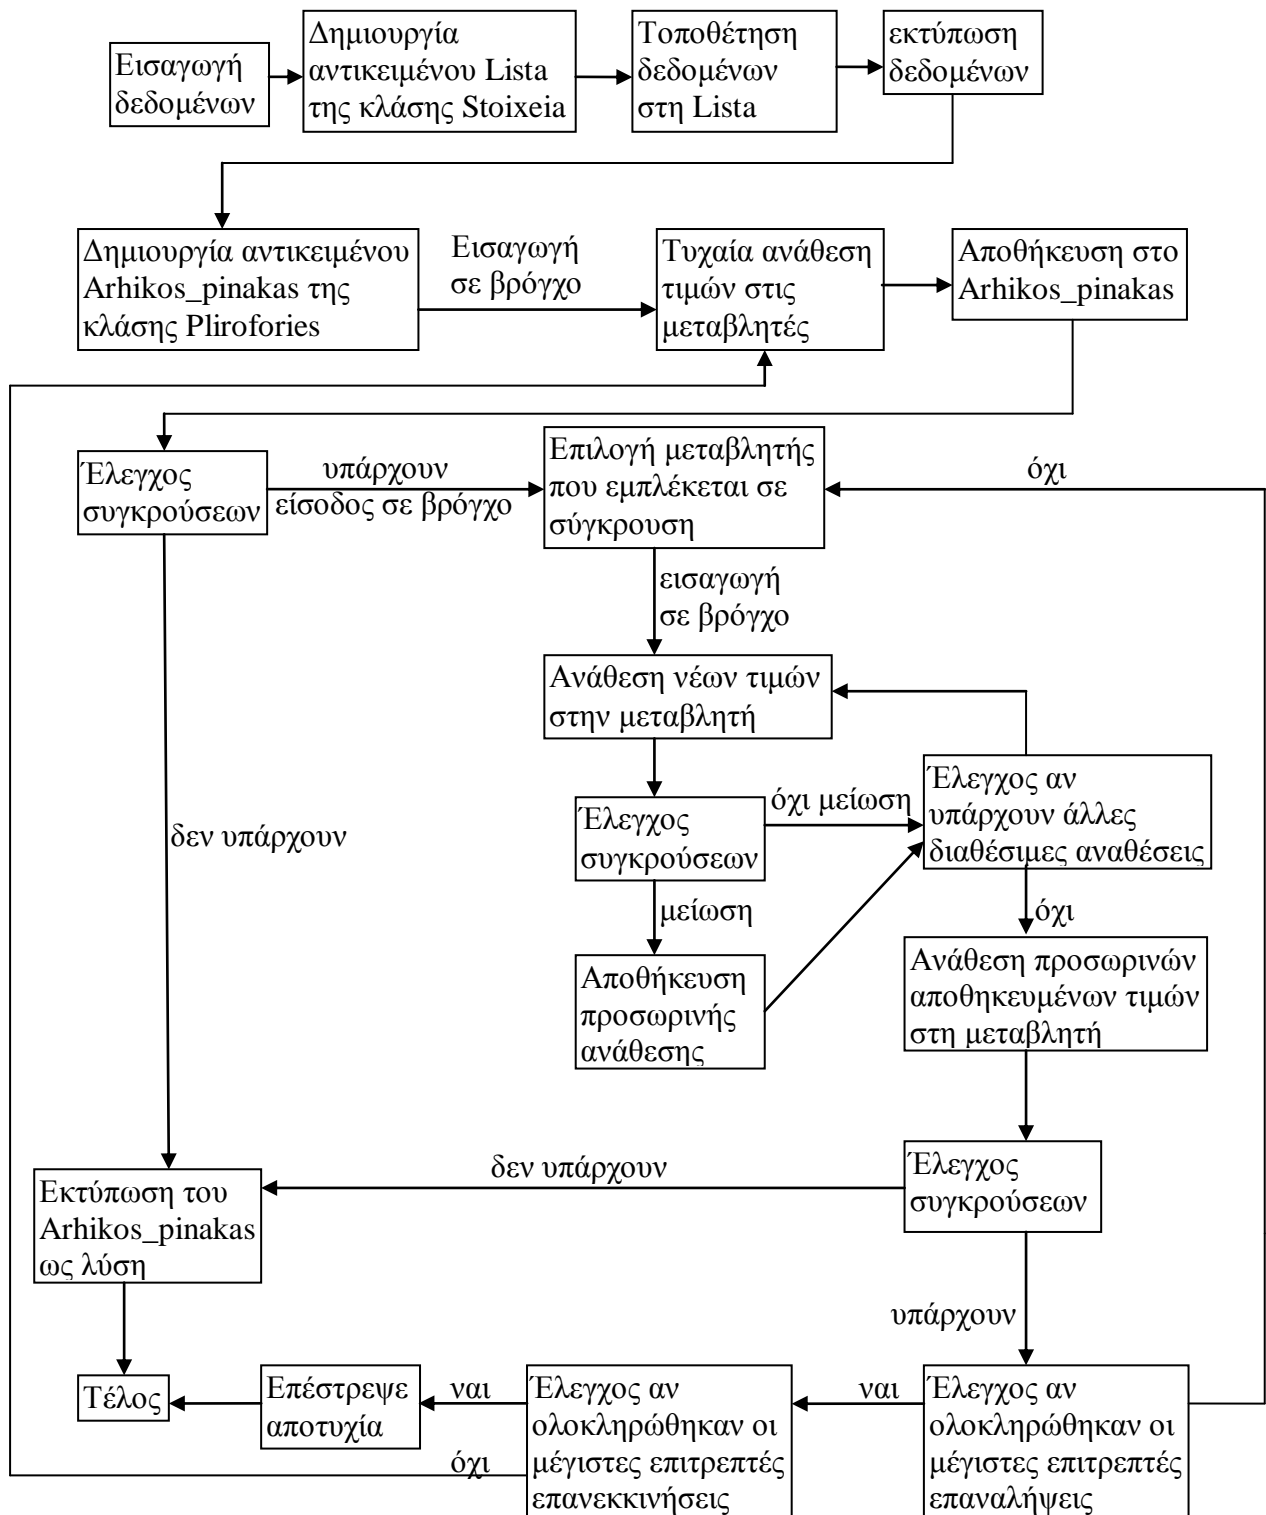 Εισαγωγή
δεδομένων
Δημιουργία
αντικειμένου Lista
της κλάσης Stoixeia
Τοποθέτηση
δεδομένων
στη Lista
εκτύπωση
δεδομένων
Δημιουργία αντικειμένου
Arhikos_pinakas της
κλάσης Plirofories
Εισαγωγή
σε βρόγχο
Τυχαία ανάθεση
τιμών στις
μεταβλητές
Αποθήκευση στο
Arhikos_pinakas
Έλεγχος
συγκρούσεων
υπάρχουν
είσοδος σε βρόγχο
Επιλογή μεταβλητής
που εμπλέκεται σε
σύγκρουση
όχι
εισαγωγή
σε βρόγχο
Ανάθεση νέων τιμών
στην μεταβλητή
δεν υπάρχουν
Έλεγχος
συγκρούσεων
όχι μείωση
Έλεγχος αν
υπάρχουν άλλες
διαθέσιμες αναθέσεις
μείωση
όχι
Αποθήκευση
προσωρινής
ανάθεσης
Ανάθεση προσωρινών
αποθηκευμένων τιμών
στη μεταβλητή
Έλεγχος
συγκρούσεων
δεν υπάρχουν
Εκτύπωση του
Arhikos_pinakas
ως λύση
υπάρχουν
Τέλος
Επέστρεψε
αποτυχία
ναι
Έλεγχος αν
ολοκληρώθηκαν οι
μέγιστες επιτρεπτές
επανεκκινήσεις
ναι
Έλεγχος αν
ολοκληρώθηκαν οι
μέγιστες επιτρεπτές
επαναλήψεις
όχι